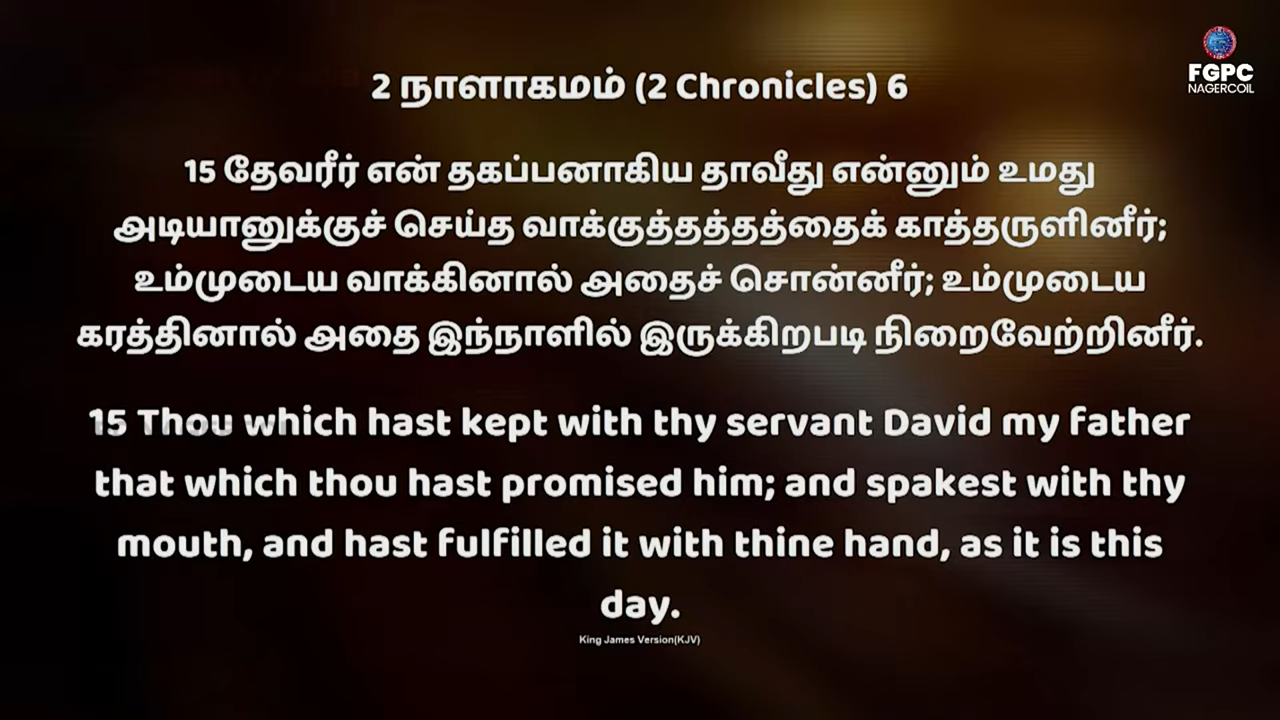 FGPC
NAGERCOIL
2 நாளாகமம் (2 Chronicles) 6
15 தேவரீர் என் தகப்பனாகிய தாவீது என்னும் உமது
அடியானுக்குச் செய்த வாக்குத்தத்தத்தைக் காத்தருளினீர்;
உம்முடைய வாக்கினால் அதைச் சொன்னீர்; உம்முடைய
கரத்தினால் அதை இந்நாளில் இருக்கிறபடி நிறைவேற்றினீர்.
15 Thou which hast kept with thy servant David my father
that which thou hast promised him; and spakest with thy
mouth, and hast fulfilled it with thine hand, as it is this
day.
King James Version(KJV)